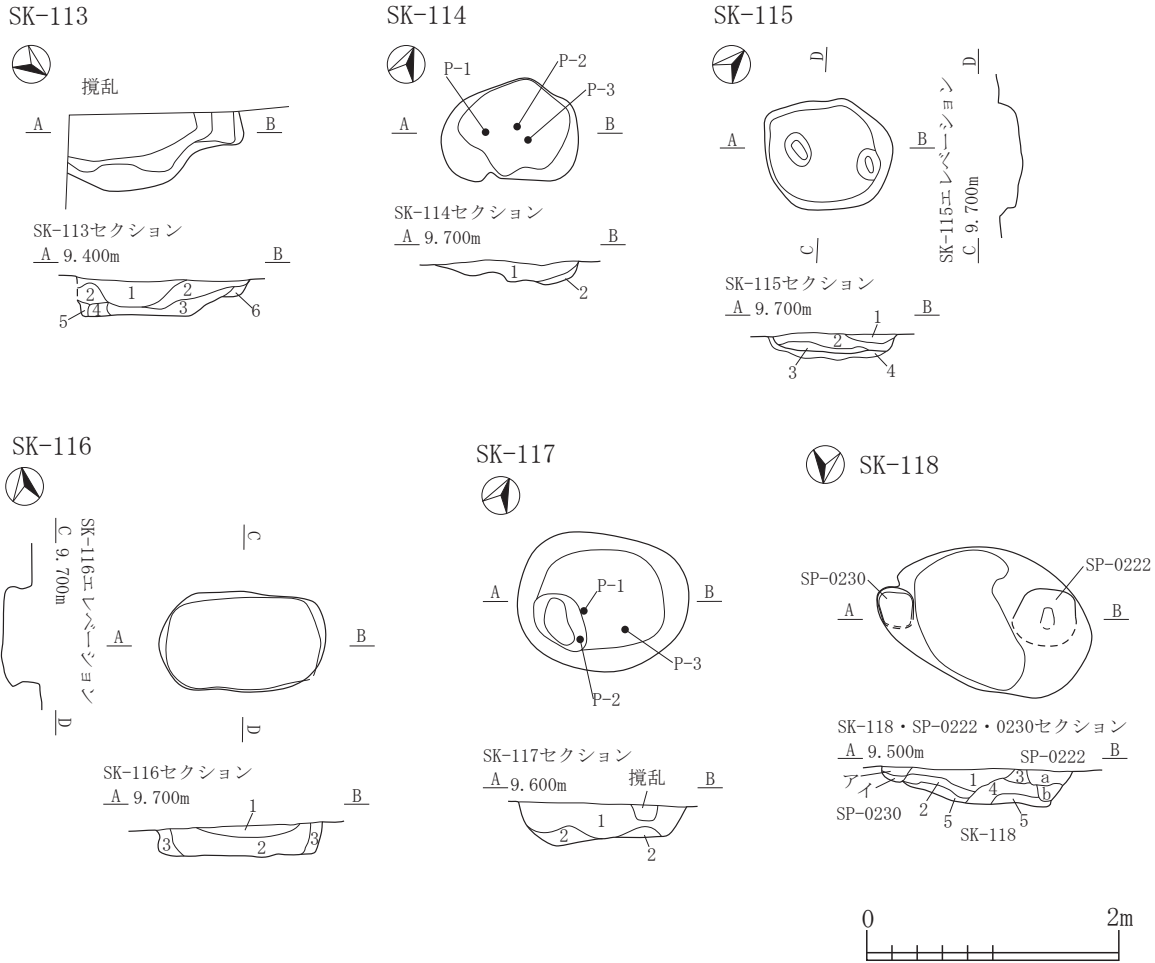 SK-113
撹乱
A
B
SK-113セクション
A 9.400m
B
1
2
2
3
4
5
6
SK-114
P-1
P-2
P-3
A
B
SK-114セクション
A 9.700m
B
1
2
SK-115
D
A
B
C
SK-115エレベーション
C 9.700m
D
SK-115セクション
A 9.700m
B
1
2
3
4
SK-116
SK-116エレベーション
C 9.700m
D
C
A
B
D
SK-116セクション
A 9.700m
B
1
2
3
3
SK-117
A
B
P-1
P-2
P-3
SK-117セクション
A 9.600m
撹乱
B
1
2
2
SK-118
SP-0230
SP-0222
A
B
SK-118・SP-0222・0230セクション
A 9.500m
SP-0222
B
ア
イ
1
3
a
4
b
SP-0230
2
5
5
SK-118
0
2m